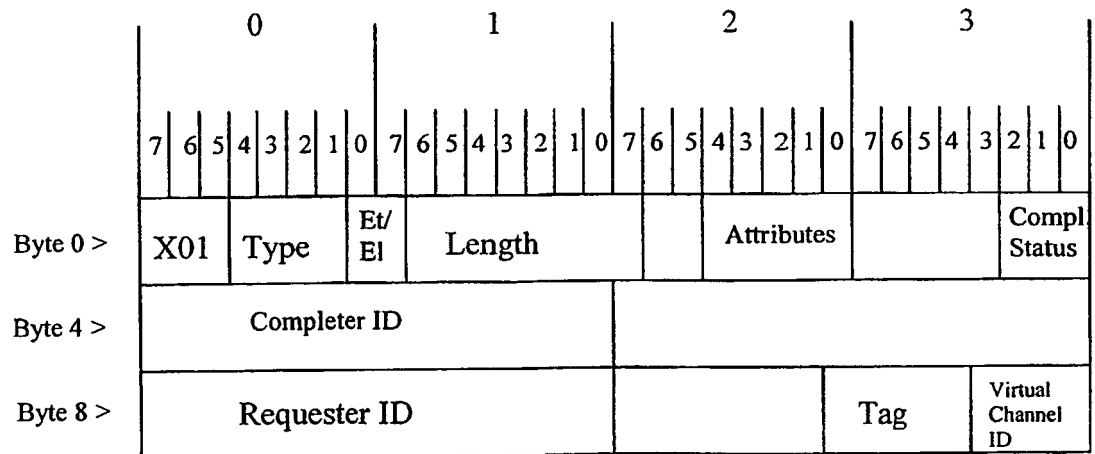 0 1 2 3
7 6 5 4 3 2 1 0 7 6 5 4 3 2 1 0 7 6 5 4 3 2 1 0 7 6 5 4 3 2 1 0
Byte 0 > X01 Type Et/ El Length Attributes Compl. Status
Byte 4 > Completer ID
Byte 8 > Requester ID Tag Virtual Channel ID